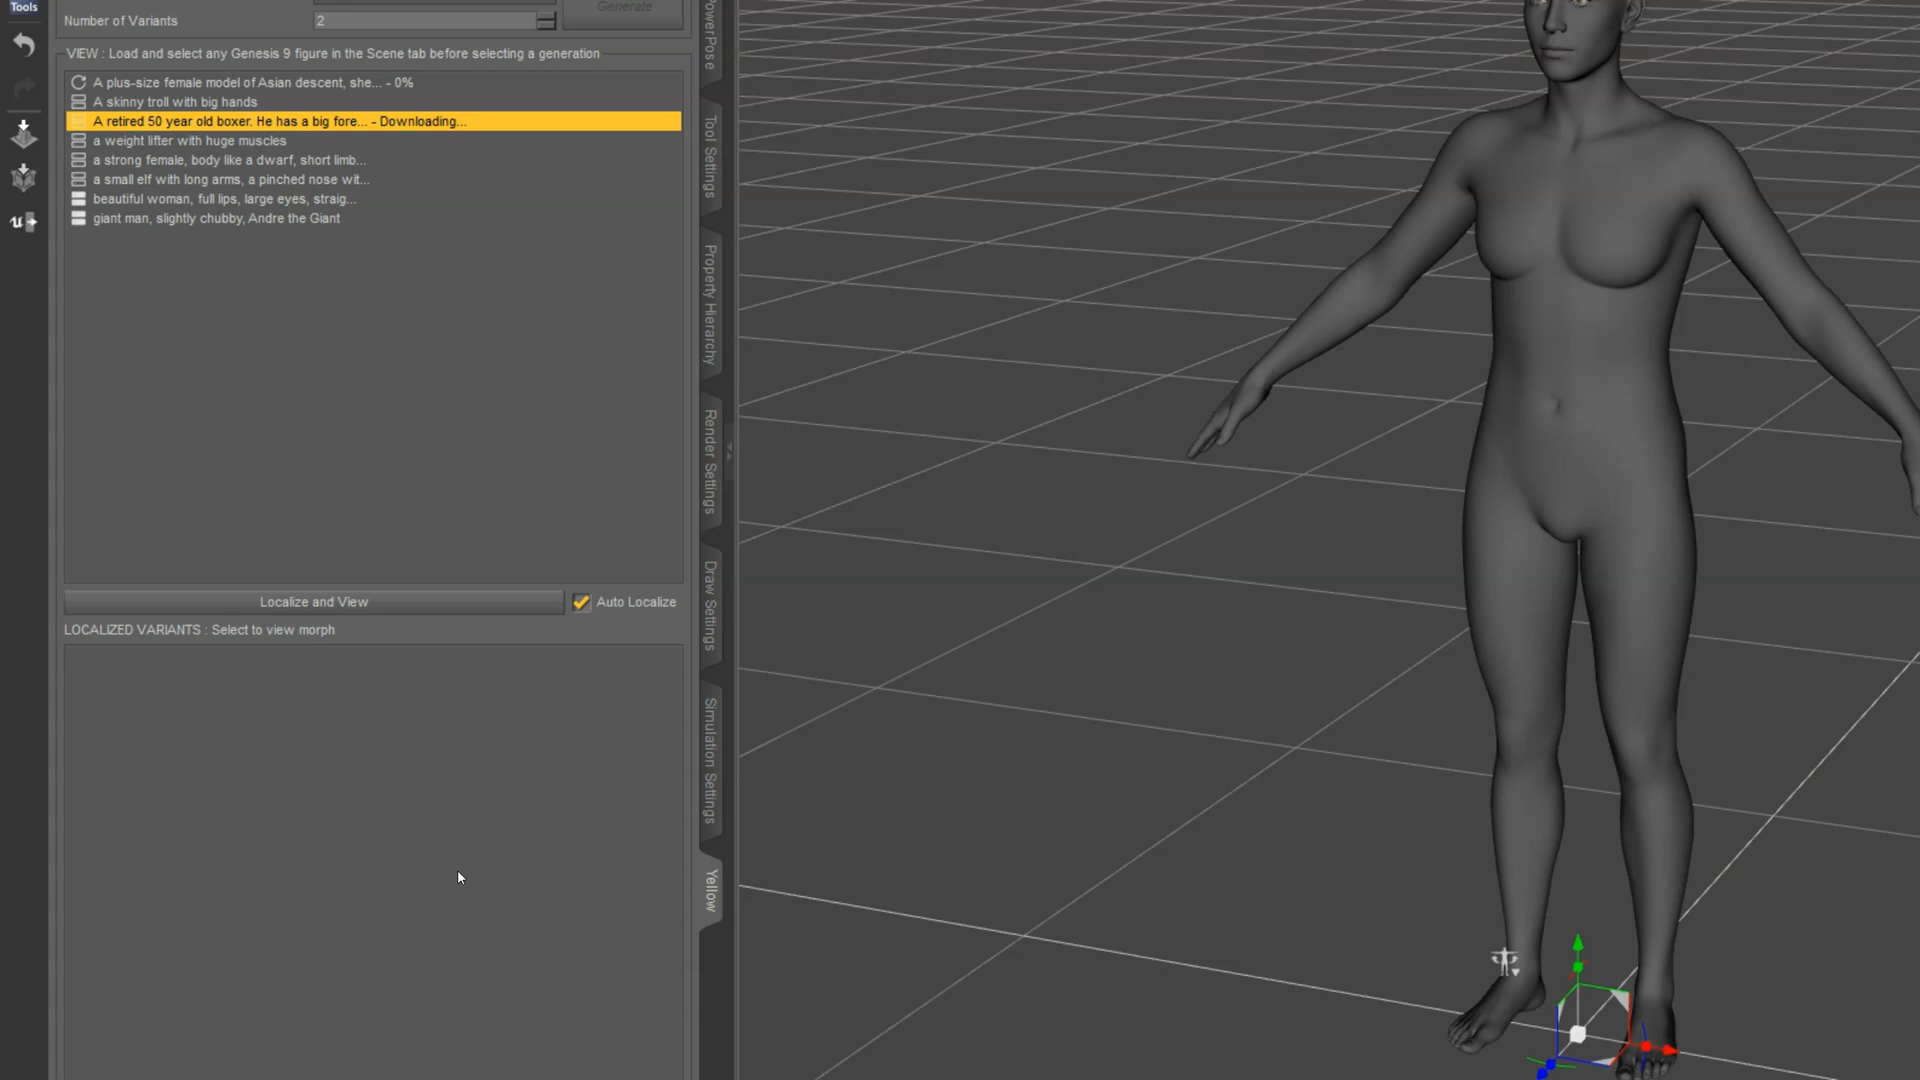 Tools
Number of Variants
2
Generate
VIEW : Load and select any Genesis 9 figure in the Scene tab before selecting a generation
A plus-size female model of Asian descent, she... - 0%
A skinny troll with big hands
A retired 50 year old boxer. He has a big fore... - Downloading...
a weight lifter with huge muscles
a strong female, body like a dwarf, short limb...
a small elf with long arms, a pinched nose wit...
beautiful woman, full lips, large eyes, straig...
giant man, slightly chubby, Andre the Giant
Localize and View
Auto Localize
LOCALIZED VARIANTS : Select to view morph
PowerPose
Tool Settings
Property Hierarchy
Render Settings
Draw Settings
Simulation Settings
Yellow